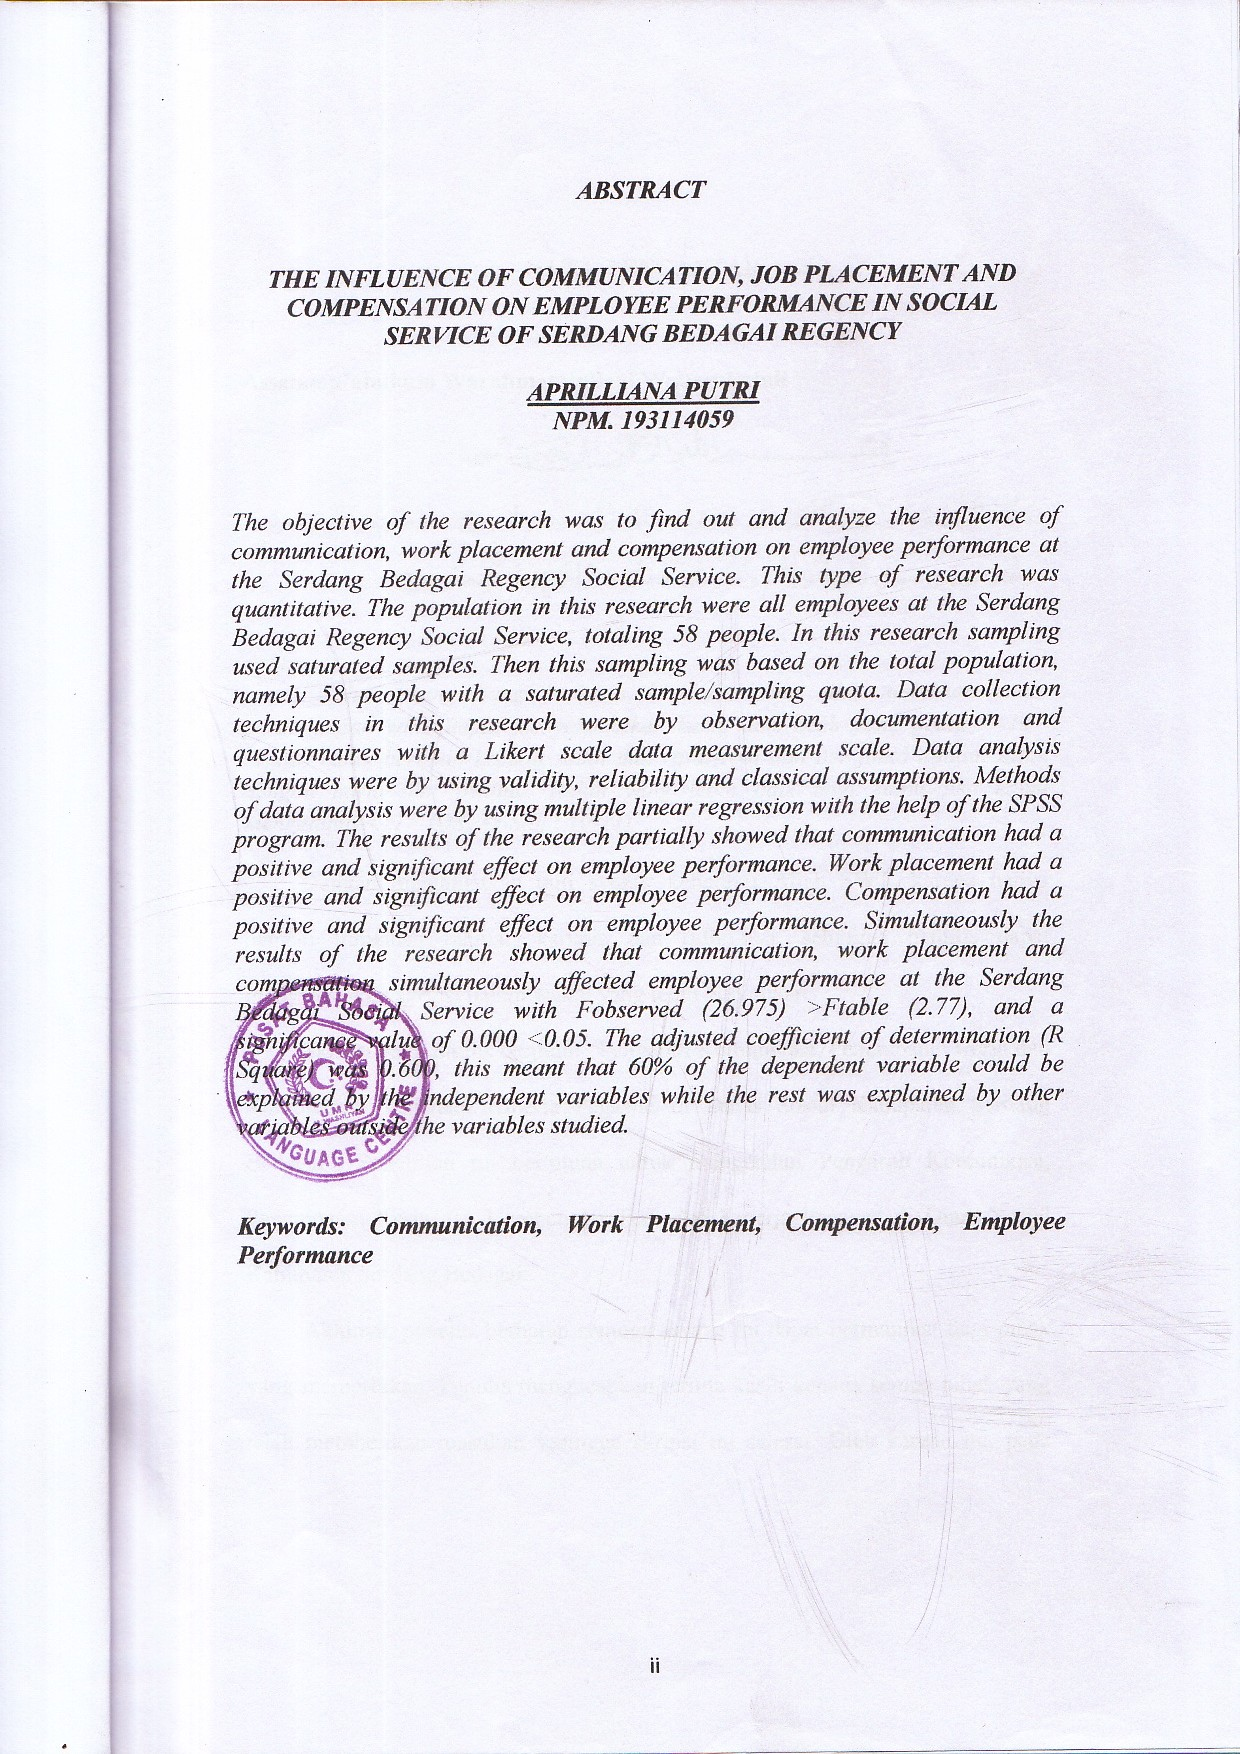 ABSTRACT
THE INFLUENCE OF COMMUNICATION, JOB PLACEMENT AND
COMPENSATION ON EMPLOYEE PERFORMANCE IN SOCIAL
SERVICE OF SERDANG BEDAGAI REGENCY
APRILLIANA PUTRI
NPM. 193114059
The objective of the research was to find out and analyze the influence of
communication, work placement and compensation on employee performance at
the Serdang Bedagai Regency Social Service. This type of research was
quantitative. The population in this research were all employees at the Serdang
Bedagai Regency Social Service, totaling 58 people. In this research sampling
used saturated samples. Then this sampling was based on the total population,
namely 58 people with a saturated sample/sampling quota. Data collection
techniques in this research were by observation, documentation and
questionnaires with a Likert scale data measurement scale. Data analysis
techniques were by using validity, reliability and classical assumptions. Methods
of data analysis were by using multiple linear regression with the help of the SPSS
program. The results of the research partially showed that communication had a
positive and significant effect on employee performance. Work placement had a
positive and significant effect on employee performance. Compensation had a
positive and significant effect on employee performance. Simultaneously the
results of the research showed that communication, work placement and
compensation simultaneously affected employee performance at the Serdang
Bedagai Social Service with Fobserved (26.975) >Ftable (2.77), and a
significance value of 0.000 <0.05. The adjusted coefficient of determination (R
Square) was 0.600, this meant that 60% of the dependent variable could be
explained by the independent variables while the rest was explained by other
variables outside the variables studied.
PUSAT BAHASA
LANGUAGE CENTRE
Keywords: Communication, Work Placement, Compensation, Employee
Performance
ii